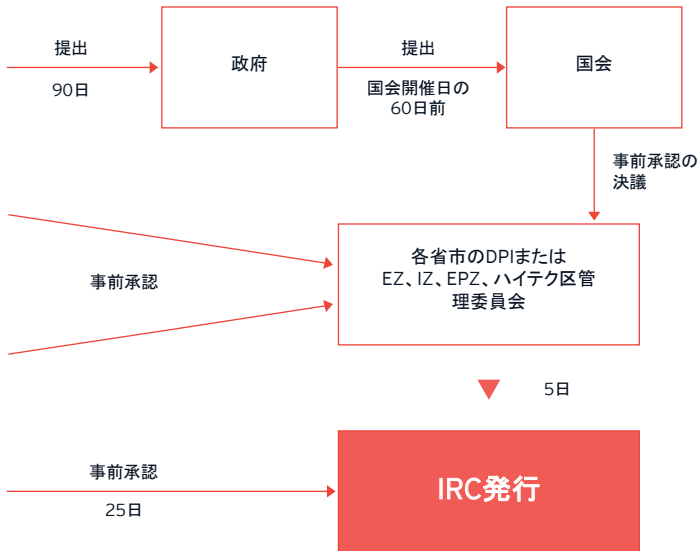 提出
90日
政府
提出
国会開催日の
60日前
国会
事前承認の
決議
事前承認
各省市のDPIまたは
EZ、IZ、EPZ、ハイテク区管
理委員会
5日
事前承認
25日
IRC発行